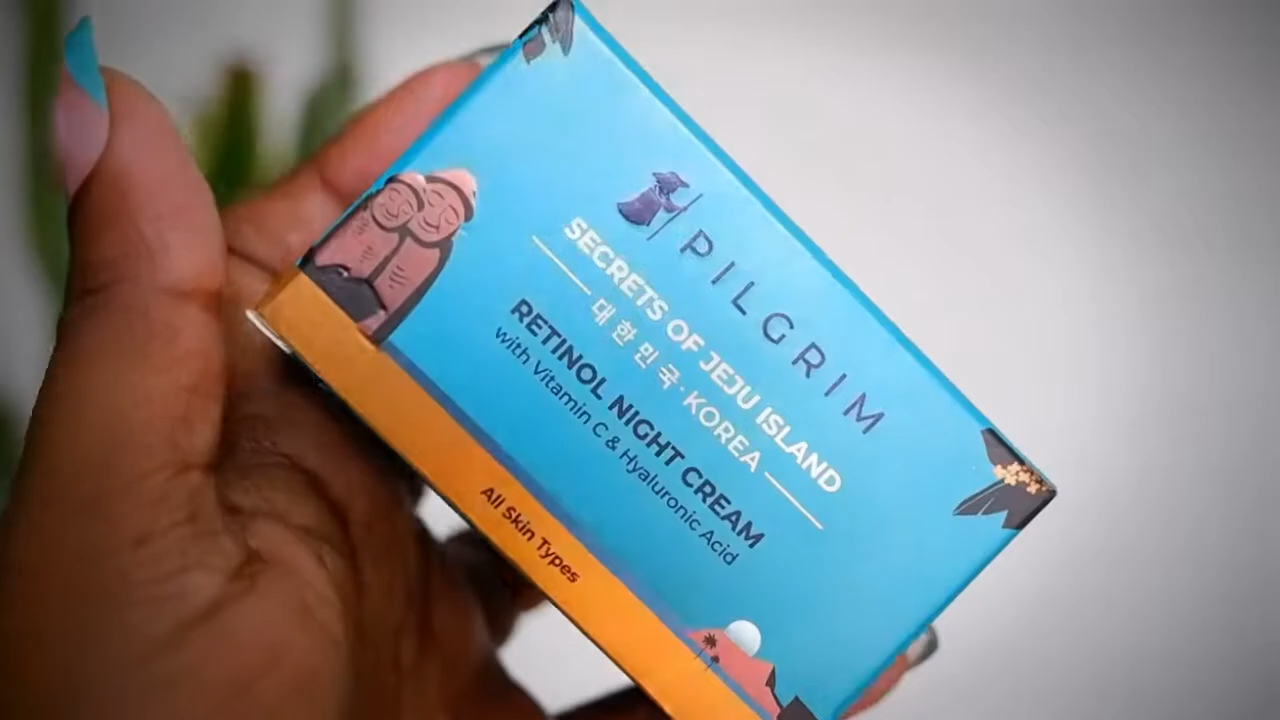 PILGRIM
SECRETS OF JEJU ISLAND
대한민국·KOREA
RETINOL NIGHT CREAM
with Vitamin C & Hyaluronic Acid
All Skin Types